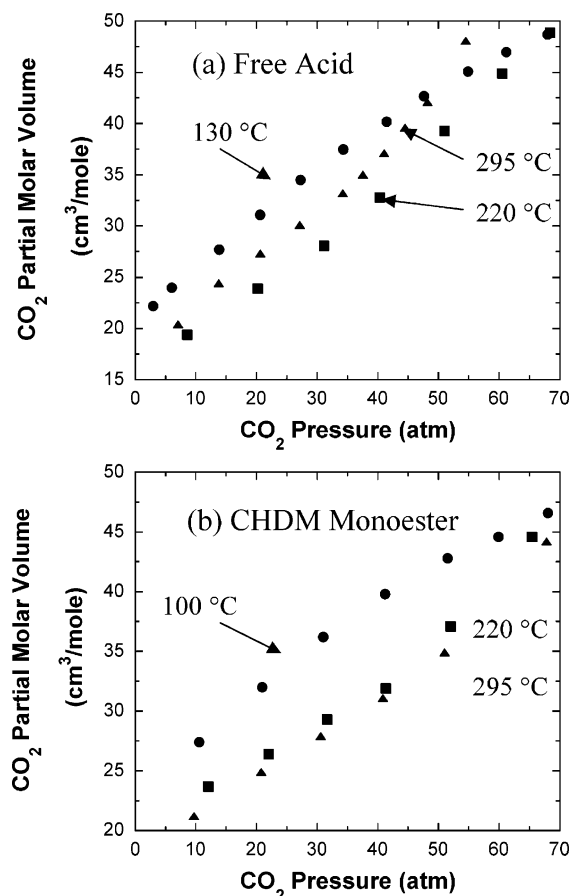 50
45
40
35
30
25
20
15
(a) Free Acid
130 °C
295 °C
220 °C
0 10 20 30 40 50 60 70
CO₂ Pressure (atm)
CO₂ Partial Molar Volume
(cm³/mole)
50
45
40
35
30
25
20
(b) CHDM Monoester
100 °C
220 °C
295 °C
0 10 20 30 40 50 60 70
CO₂ Pressure (atm)
CO₂ Partial Molar Volume
(cm³/mole)